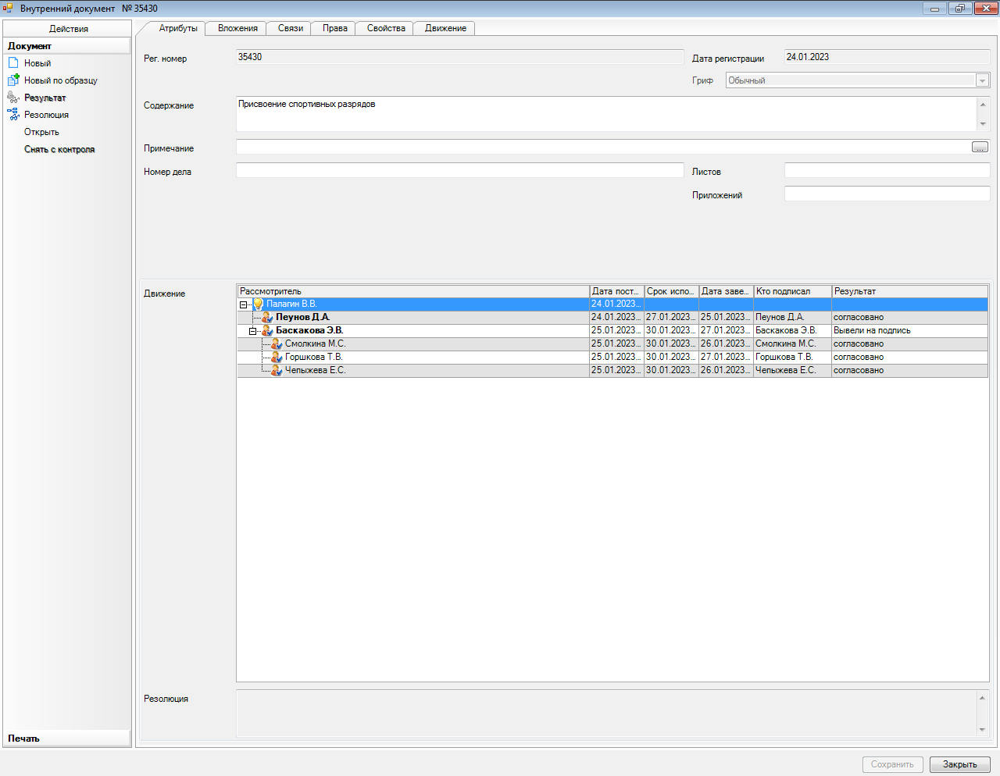 Внутренний документ № 35430
Действия
Документ
Новый
Новый по образцу
Результат
Резолюция
Открыть
Снять с контроля
Печать
Атрибуты Вложения Связи Права Свойства Движение
Рег. номер 35430 Дата регистрации 24.01.2023
Гриф Обычный
Содержание Присвоение спортивных разрядов
Примечание ...
Номер дела Листов
Приложений
Движение
Рассмотритель Дата пост... Срок испо... Дата заве... Кто подписал Результат
Палагин В.В. 24.01.2023...
Пеунов Д.А. 24.01.2023... 27.01.2023... 25.01.2023... Пеунов Д.А. согласовано
Баскакова Э.В. 25.01.2023... 30.01.2023... 27.01.2023... Баскакова Э.В. Вывели на подпись
Смолкина М.С. 25.01.2023... 30.01.2023... 26.01.2023... Смолкина М.С. согласовано
Горшкова Т.В. 25.01.2023... 30.01.2023... 27.01.2023... Горшкова Т.В. согласовано
Чепыжева Е.С. 25.01.2023... 30.01.2023... 26.01.2023... Чепыжева Е.С. согласовано
Резолюция
Сохранить Закрыть